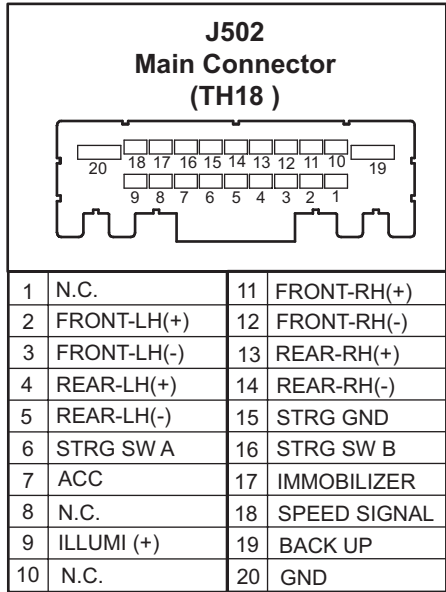 J502
Main Connector
(TH18 )
20 18 17 16 15 14 13 12 11 10 19
9 8 7 6 5 4 3 2 1
1 N.C. 11 FRONT-RH(+)
2 FRONT-LH(+) 12 FRONT-RH(-)
3 FRONT-LH(-) 13 REAR-RH(+)
4 REAR-LH(+) 14 REAR-RH(-)
5 REAR-LH(-) 15 STRG GND
6 STRG SW A 16 STRG SW B
7 ACC 17 IMMOBILIZER
8 N.C. 18 SPEED SIGNAL
9 ILLUMI (+) 19 BACK UP
10 N.C. 20 GND